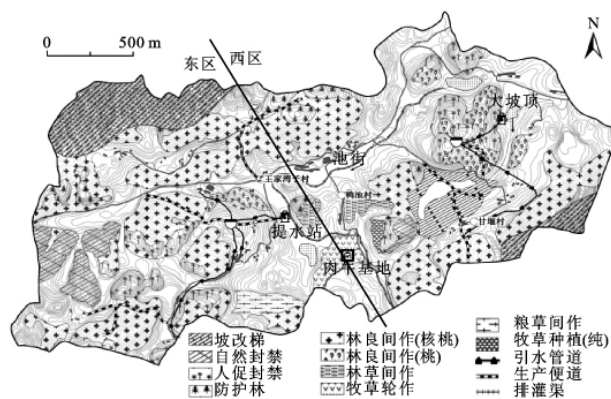 0 500 m
N
东区 西区
大坡顶
池街
王家湾子村
鸭池村
甘堰村
提水站
肉牛基地
坡改梯
自然封禁
人促封禁
防护林
林良间作(核桃)
林良间作(桃)
林草间作
牧草轮作
粮草间作
牧草种植(纯)
引水管道
生产便道
排灌渠